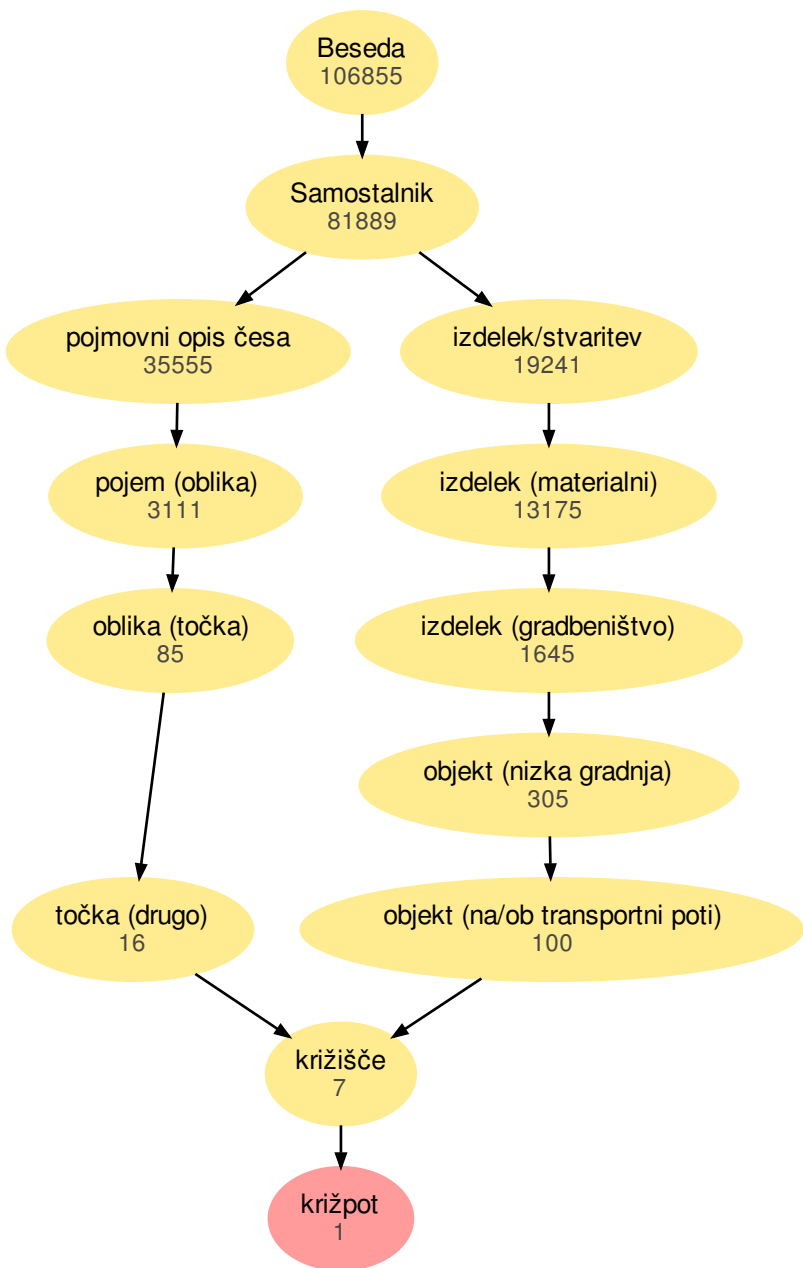 Beseda
106855
Samostalnik
81889
pojmovni opis česa
35555
izdelek/stvaritev
19241
pojem (oblika)
3111
izdelek (materialni)
13175
oblika (točka)
85
izdelek (gradbeništvo)
1645
objekt (nizka gradnja)
305
točka (drugo)
16
objekt (na/ob transportni poti)
100
križišče
7
križpot
1